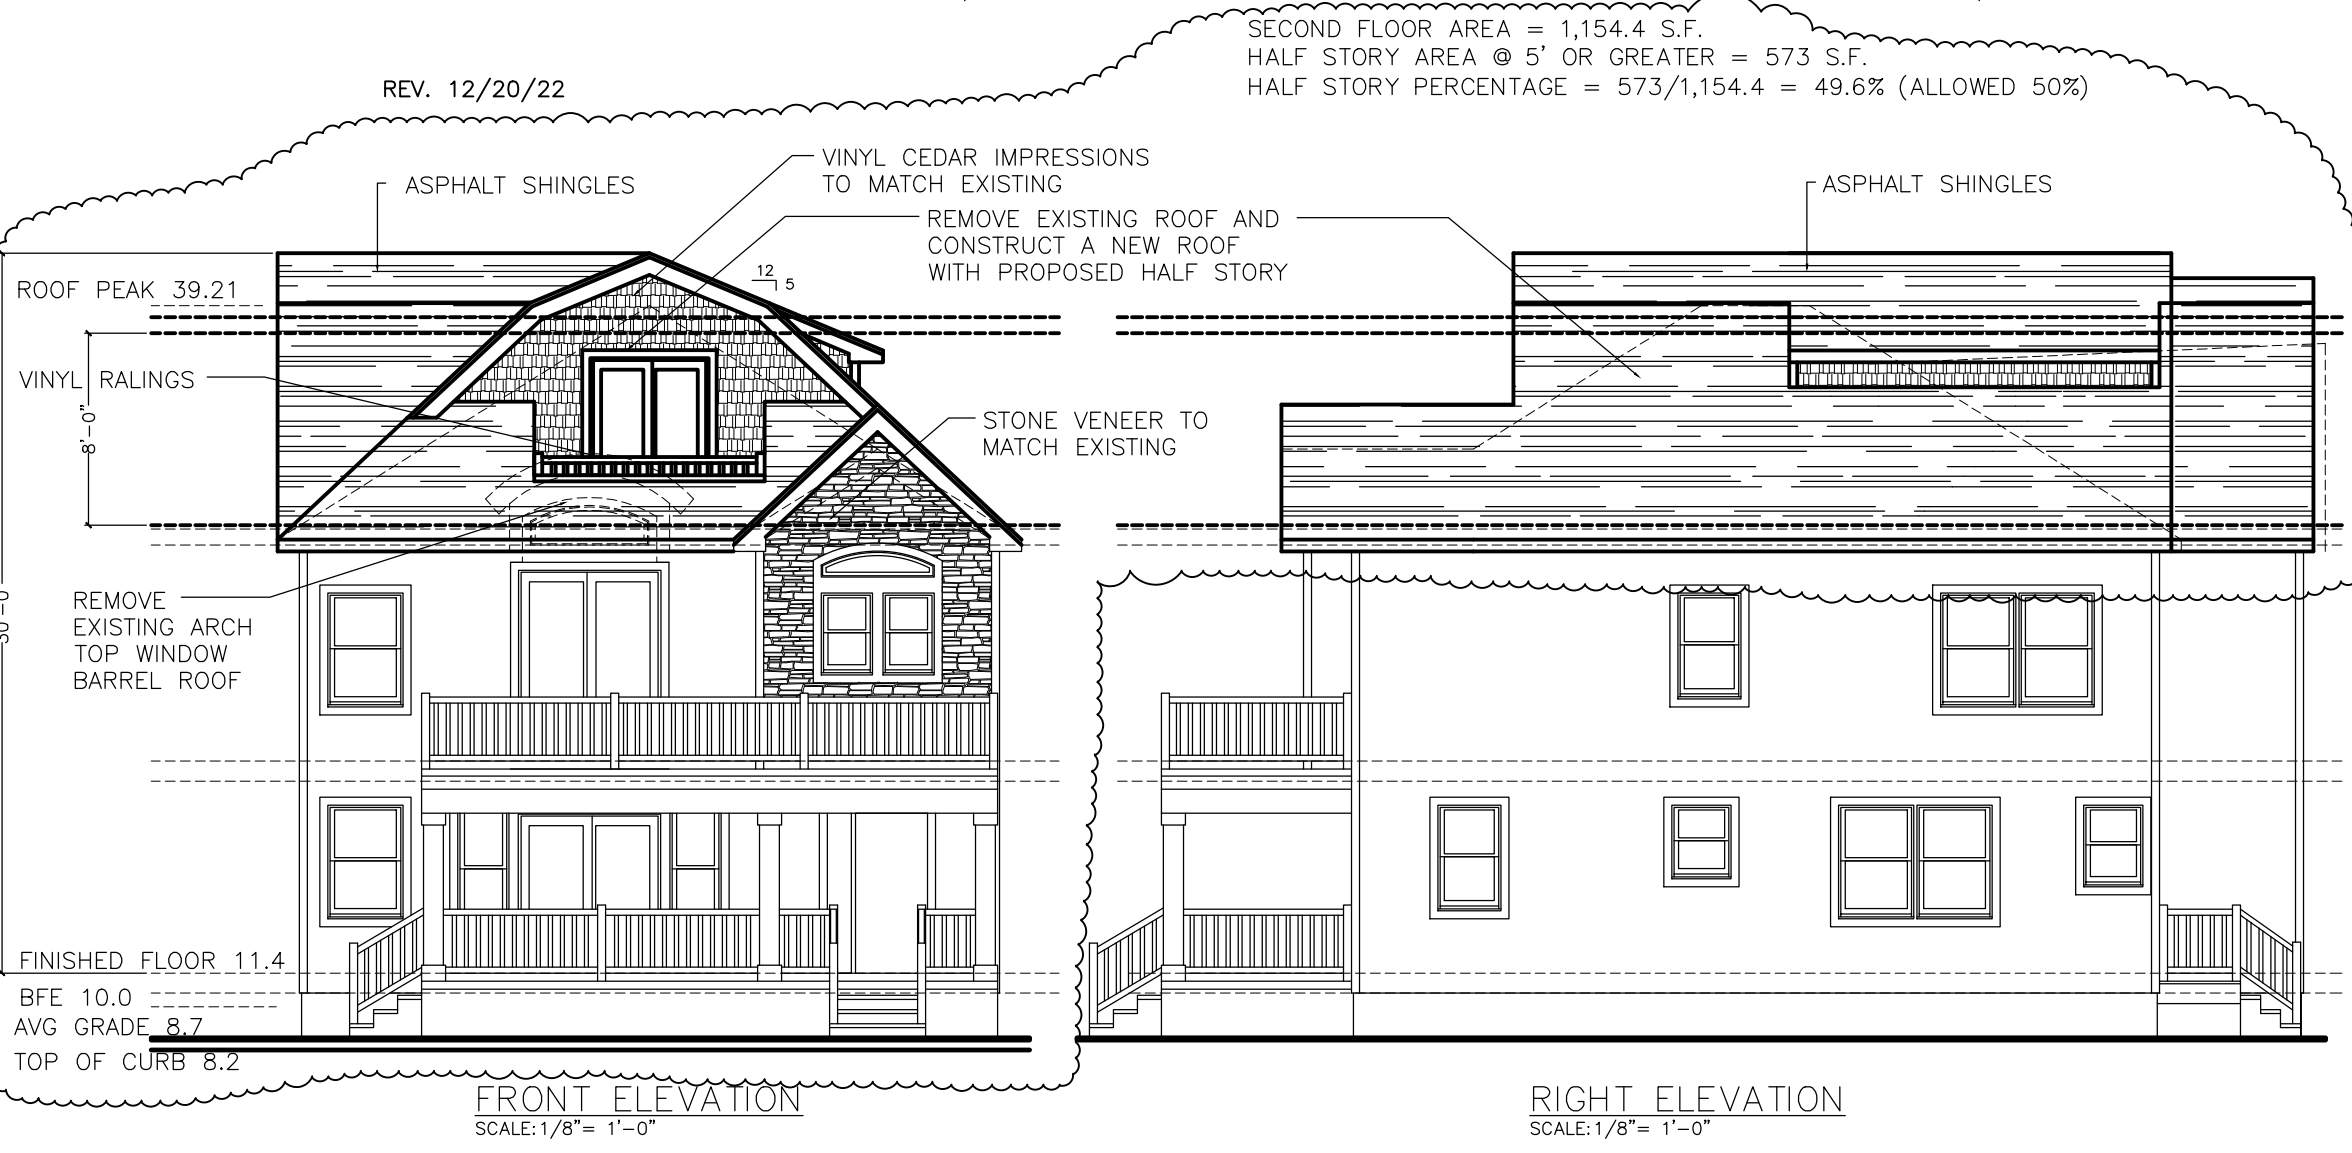 SECOND FLOOR AREA = 1,154.4 S.F.
HALF STORY AREA @ 5' OR GREATER = 573 S.F.
HALF STORY PERCENTAGE = 573/1,154.4 = 49.6% (ALLOWED 50%)
REV. 12/20/22
VINYL CEDAR IMPRESSIONS
TO MATCH EXISTING
ASPHALT SHINGLES
ASPHALT SHINGLES
REMOVE EXISTING ROOF AND
CONSTRUCT A NEW ROOF
WITH PROPOSED HALF STORY
12
5
ROOF PEAK 39.21
VINYL RALINGS
8'-0"
STONE VENEER TO
MATCH EXISTING
REMOVE
EXISTING ARCH
TOP WINDOW
BARREL ROOF
30'-0"
FINISHED FLOOR 11.4
BFE 10.0
AVG GRADE 8.7
TOP OF CURB 8.2
FRONT ELEVATION
SCALE:1/8"= 1'-0"
RIGHT ELEVATION
SCALE:1/8"= 1'-0"